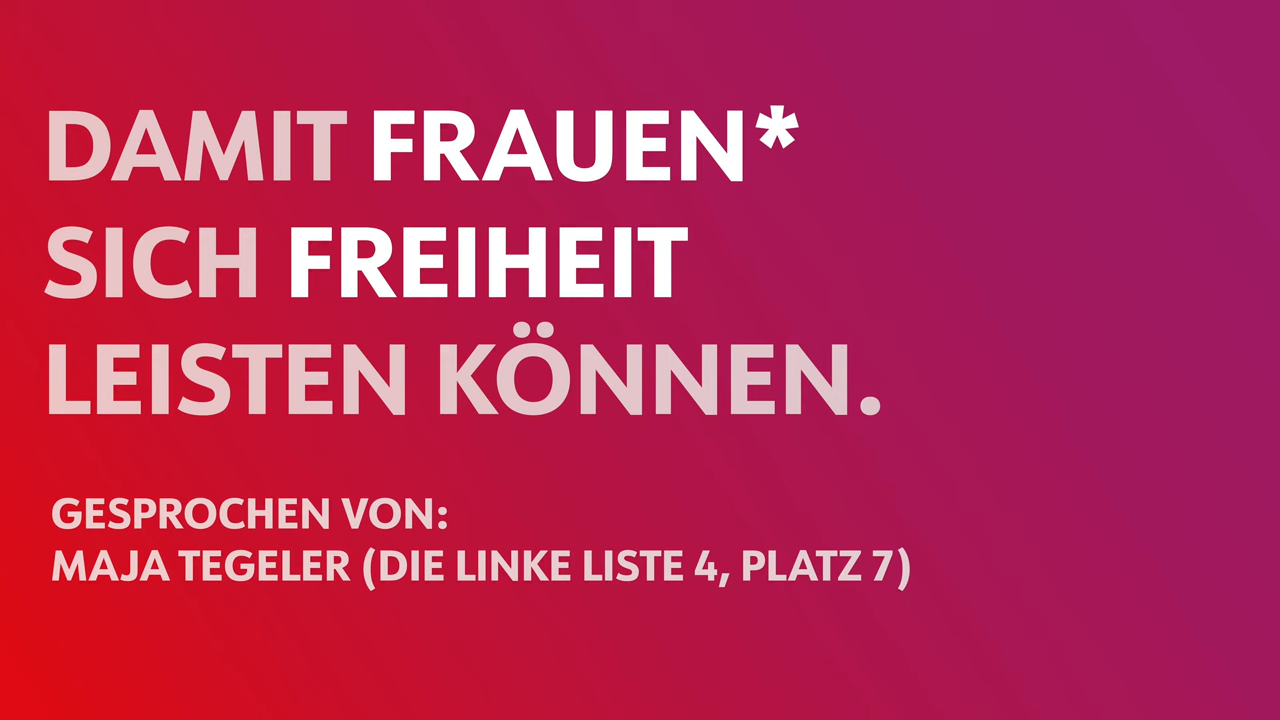 DAMIT FRAUEN*
SICH FREIHEIT
LEISTEN KÖNNEN.
GESPROCHEN VON:
MAJA TEGELER (DIE LINKE LISTE 4, PLATZ 7)